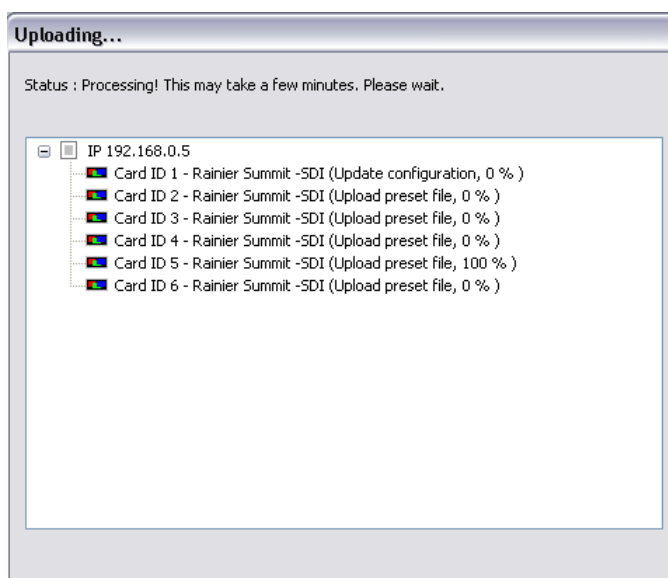 Uploading...
Status : Processing! This may take a few minutes. Please wait.
IP 192.168.0.5
Card ID 1 - Rainier Summit -SDI (Update configuration, 0 % )
Card ID 2 - Rainier Summit -SDI (Upload preset file, 0 % )
Card ID 3 - Rainier Summit -SDI (Upload preset file, 0 % )
Card ID 4 - Rainier Summit -SDI (Upload preset file, 0 % )
Card ID 5 - Rainier Summit -SDI (Upload preset file, 100 % )
Card ID 6 - Rainier Summit -SDI (Upload preset file, 0 % )